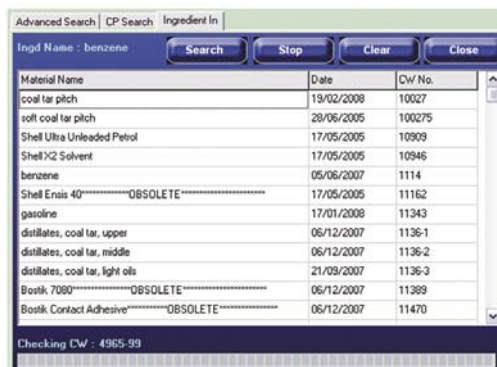 Advanced Search CP Search Ingredient In
Ingd Name : benzene Search Stop Clear Close
Material Name Date CW No.
coal tar pitch 19/02/2008 10027
soft coal tar pitch 28/06/2005 100275
Shell Ultra Unleaded Petrol 17/05/2005 10909
Shell X2 Solvent 17/05/2005 10946
benzene 05/06/2007 1114
Shell Ensis 40**************OBSOLETE************************ 17/05/2005 11162
gasoline 17/01/2008 11343
distillates, coal tar, upper 06/12/2007 1136-1
distillates, coal tar, middle 06/12/2007 1136-2
distillates, coal tar, light oils 21/09/2007 1136-3
Bostik 7080*****************OBSOLETE************************ 06/12/2007 11389
Bostik Contact Adhesive************OBSOLETE************************* 06/12/2007 11470
Checking CW : 4965-99